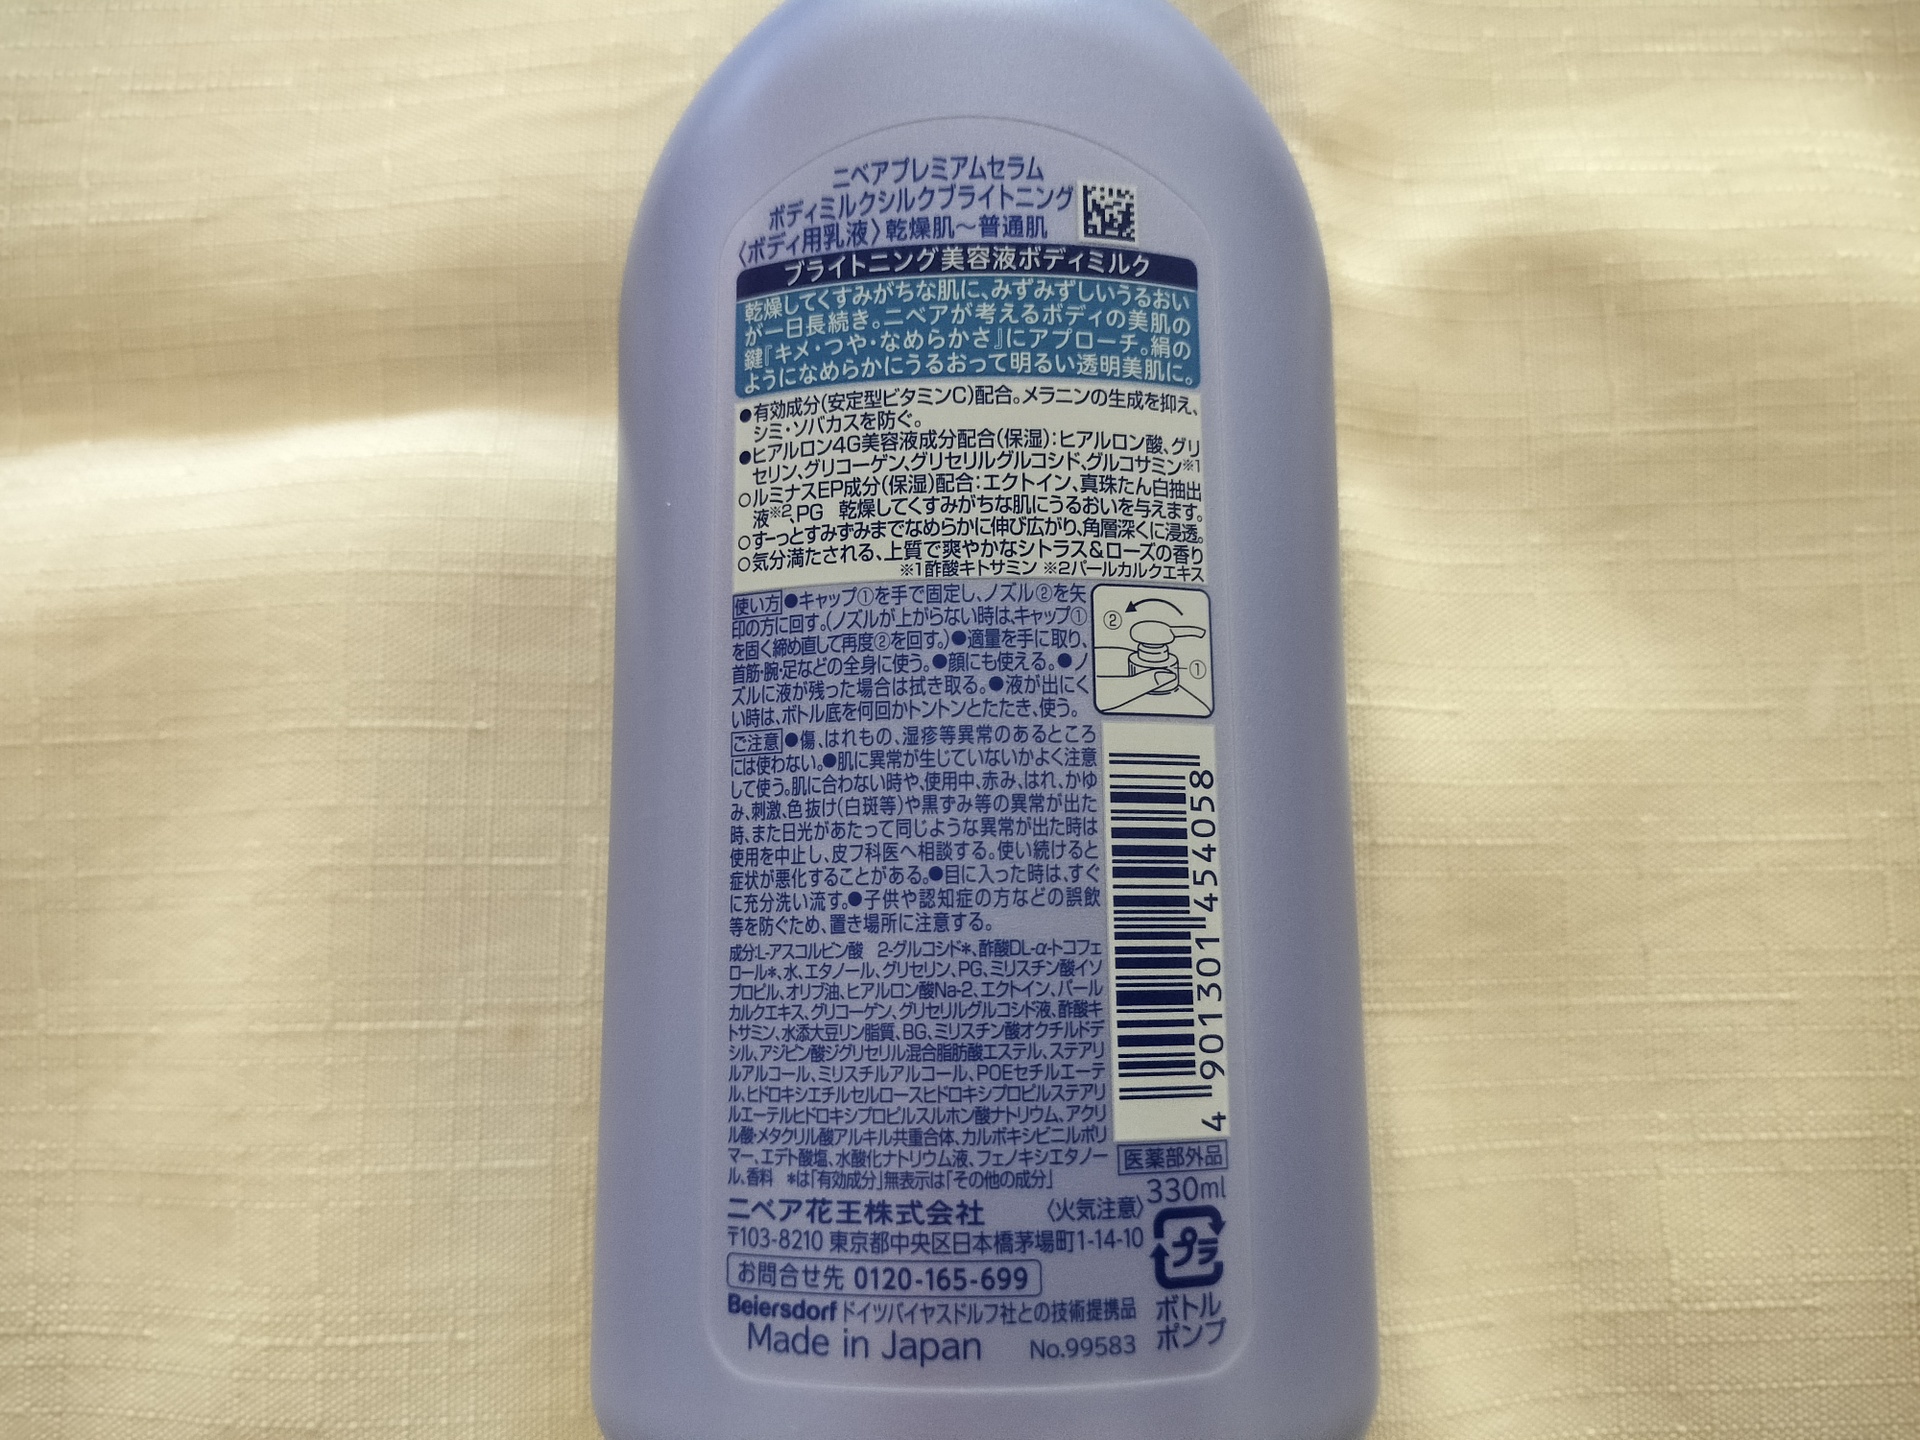 ニベアプレミアムセラム
ボディミルクシルクブライトニング
〈ボディ用乳液〉乾燥肌～普通肌
ブライトニング美容液ボディミルク
乾燥してくすみがちな肌に、みずみずしいうるおい
が一日長続き。ニベアが考えるボディの美肌の
鍵『キメ・つや・なめらかさ』にアプローチ。絹の
ようになめらかにうるおって明るい透明美肌に。
●有効成分(安定型ビタミンC)配合。メラニンの生成を抑え、
シミ・ソバカスを防ぐ。
●ヒアルロン4G美容液成分配合(保湿):ヒアルロン酸、グリ
セリン、グリコーゲン、グリセリルグルコシド、グルコサミン※1
○ルミナスEP成分(保湿)配合:エクトイン、真珠たん白抽出
液※2、PG 乾燥してくすみがちな肌にうるおいを与えます。
○すーっとすみずみまでなめらかに伸び広がり、角層深くに浸透。
○気分満たされる、上質で爽やかなシトラス&ローズの香り
※1酢酸キトサミン ※2パールカルクエキス
使い方 ●キャップ①を手で固定し、ノズル②を矢
印の方に回す。(ノズルが上がらない時は、キャップ①
を固く締め直して再度②を回す。)●適量を手に取り、
首筋・腕・足などの全身に使う。●顔にも使える。●ノ
ズルに液が残った場合は拭き取る。●液が出にく
い時は、ボトル底を何回かトントンとたたき、使う。
②
①
ご注意 ●傷、はれもの、湿疹等異常のあるところ
には使わない。●肌に異常が生じていないかよく注意
して使う。肌に合わない時や、使用中、赤み、はれ、かゆ
み、刺激、色抜け(白斑等)や黒ずみ等の異常が出た
時、また日光があたって同じような異常が出た時は
使用を中止し、皮フ科医へ相談する。使い続けると
症状が悪化することがある。●目に入った時は、すぐ
に充分洗い流す。●子供や認知症の方などの誤飲
等を防ぐため、置き場所に注意する。
成分:L-アスコルビン酸 2-グルコシド*、酢酸DL-α-トコフェ
ロール*、水、エタノール、グリセリン、PG、ミリスチン酸イソ
プロピル、オリブ油、ヒアルロン酸Na-2、エクトイン、パール
カルクエキス、グリコーゲン、グリセリルグルコシド液、酢酸キ
トサミン、水添大豆リン脂質、BG、ミリスチン酸オクチルドデ
シル、アジピン酸ジグリセリル混合脂肪酸エステル、ステアリ
ルアルコール、ミリスチルアルコール、POEセチルエーテ
ル、ヒドロキシエチルセルロースヒドロキシプロピルステアリ
ルエーテルヒドロキシプロピルスルホン酸ナトリウム、アクリ
ル酸・メタクリル酸アルキル共重合体、カルボキシビニルポリ
マー、エデト酸塩、水酸化ナトリウム液、フェノキシエタノー
ル、香料 *は「有効成分」無表示は「その他の成分」
4 901301 454058
医薬部外品
330ml
ニベア花王株式会社 〈火気注意〉
〒103-8210 東京都中央区日本橋茅場町1-14-10
お問合せ先 0120-165-699
Beiersdorf ドイツバイヤスドルフ社との技術提携品
Made in Japan No.99583
プラ
ボトル
ポンプ